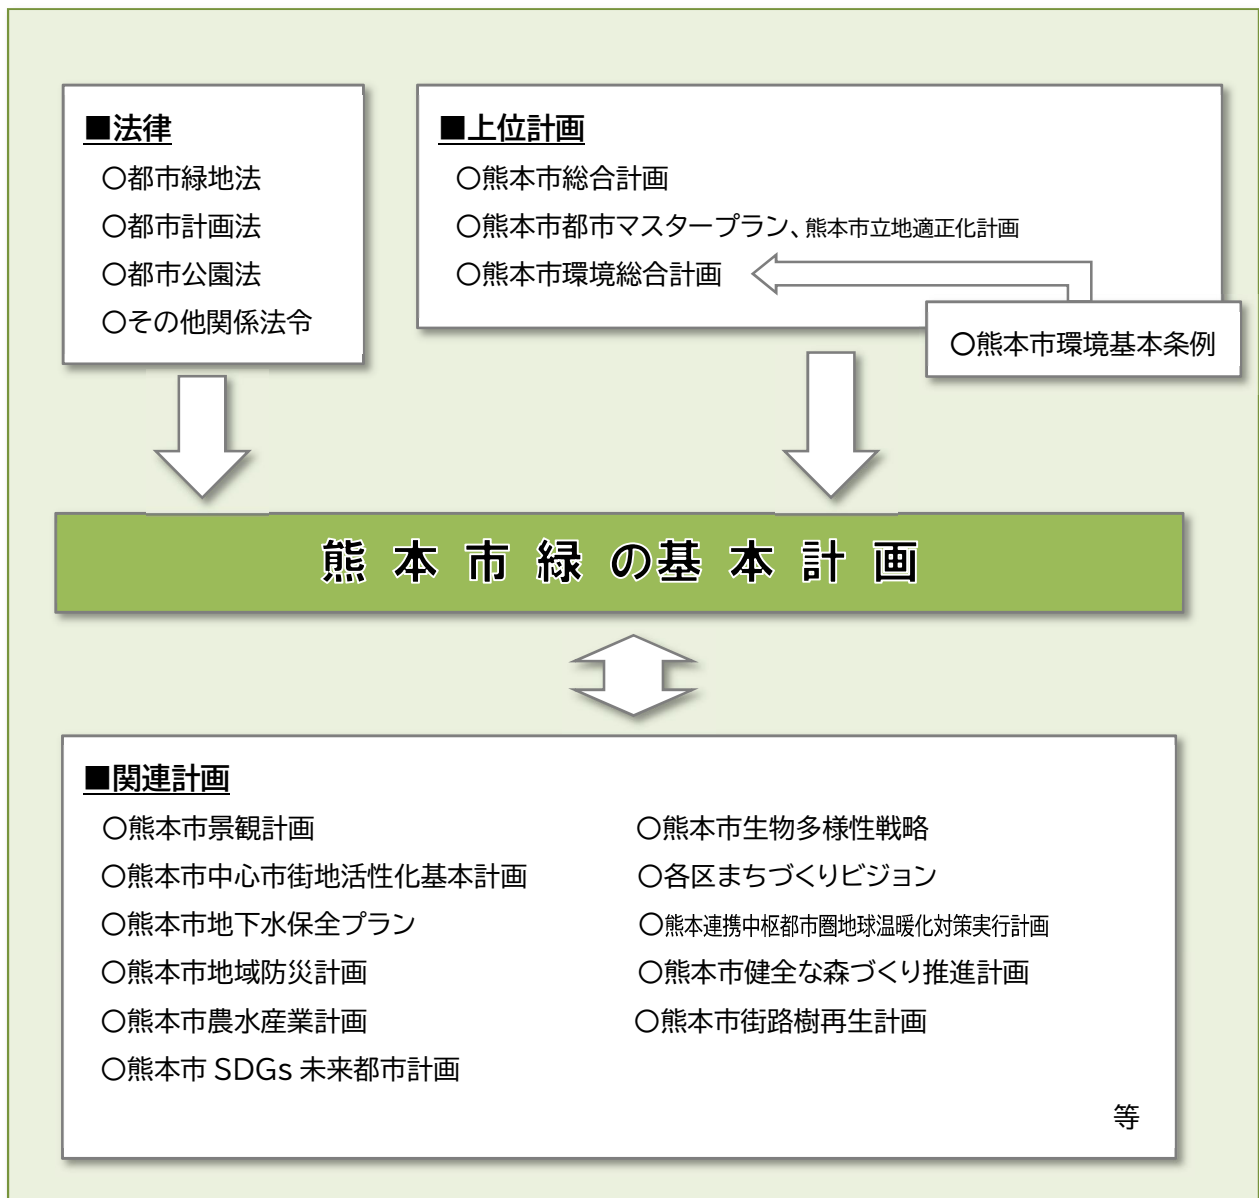 ■法律
○都市緑地法
○都市計画法
○都市公園法
○その他関係法令
■上位計画
○熊本市総合計画
○熊本市都市マスタープラン、熊本市立地適正化計画
○熊本市環境総合計画
○熊本市環境基本条例
熊本市緑の基本計画
■関連計画
○熊本市景観計画
○熊本市中心市街地活性化基本計画
○熊本市地下水保全プラン
○熊本市地域防災計画
○熊本市農水産業計画
○熊本市 SDGs 未来都市計画
○熊本市生物多様性戦略
○各区まちづくりビジョン
○熊本連携中枢都市圏地球温暖化対策実行計画
○熊本市健全な森づくり推進計画
○熊本市街路樹再生計画
等